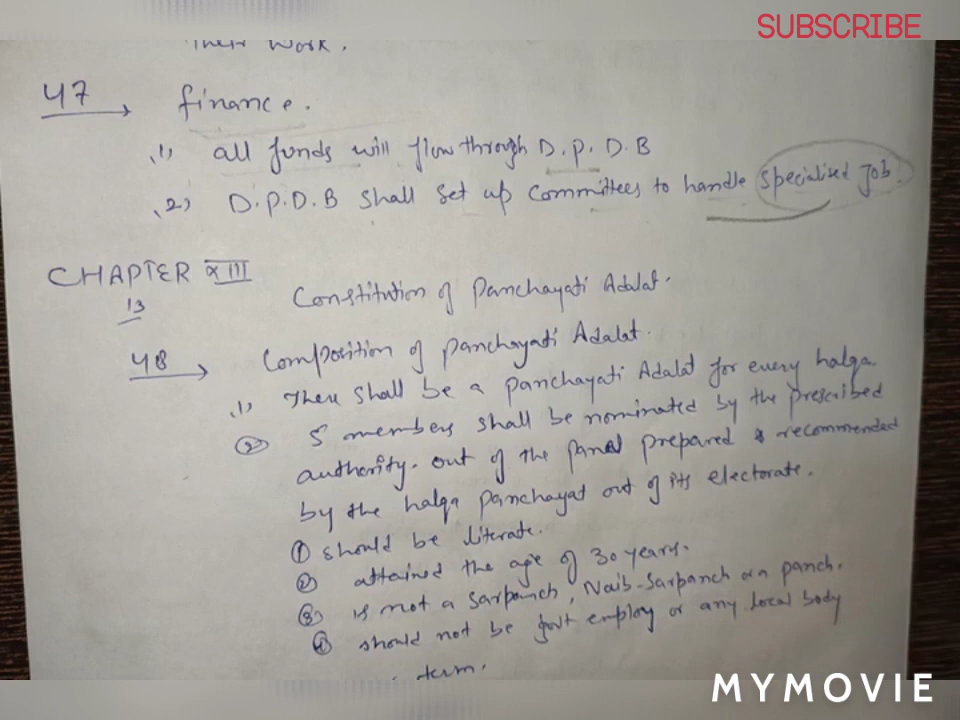 SUBSCRIBE
Their work.
47 → finance.
(1) all funds will flow through D.P.D.B
(2) D.P.D.B shall set up committees to handle specialised job.
CHAPTER XIII
13
Constitution of Panchayati Adalat.
48 → Composition of Panchayati Adalat.
(1) There shall be a panchayati Adalat for every halqa.
(2) 5 members shall be nominated by the prescribed
authority. out of the panel prepared & recommended
by the halqa panchayat out of its electorate.
(1) should be literate.
(2) attained the age of 30 years.
(3) is not a sarpanch, Naib-sarpanch or a panch.
(4) should not be govt employ or any local body
term.
MYMOVIE